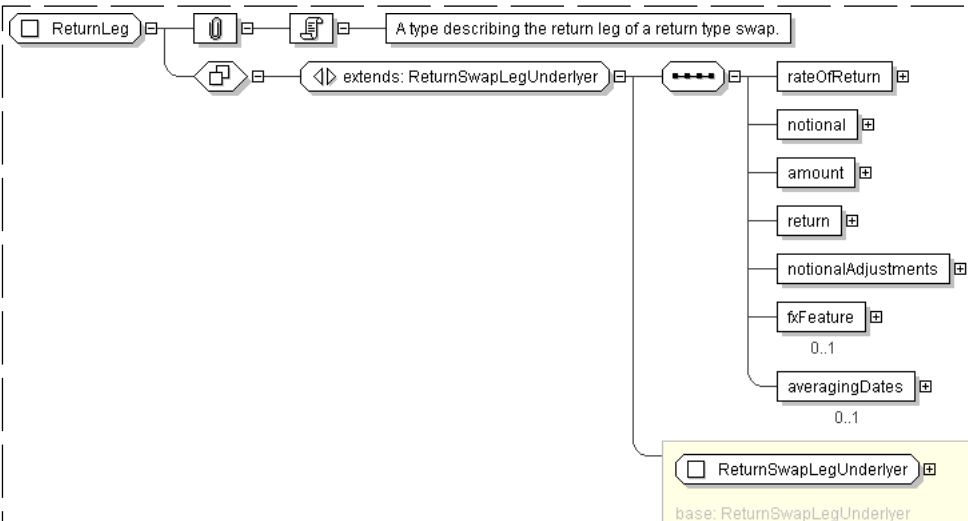 ReturnLeg
A type describing the return leg of a return type swap.
extends: ReturnSwapLegUnderlyer
rateOfReturn
notional
amount
return
notionalAdjustments
fxFeature
0..1
averagingDates
0..1
ReturnSwapLegUnderlyer
base: ReturnSwapLegUnderlyer